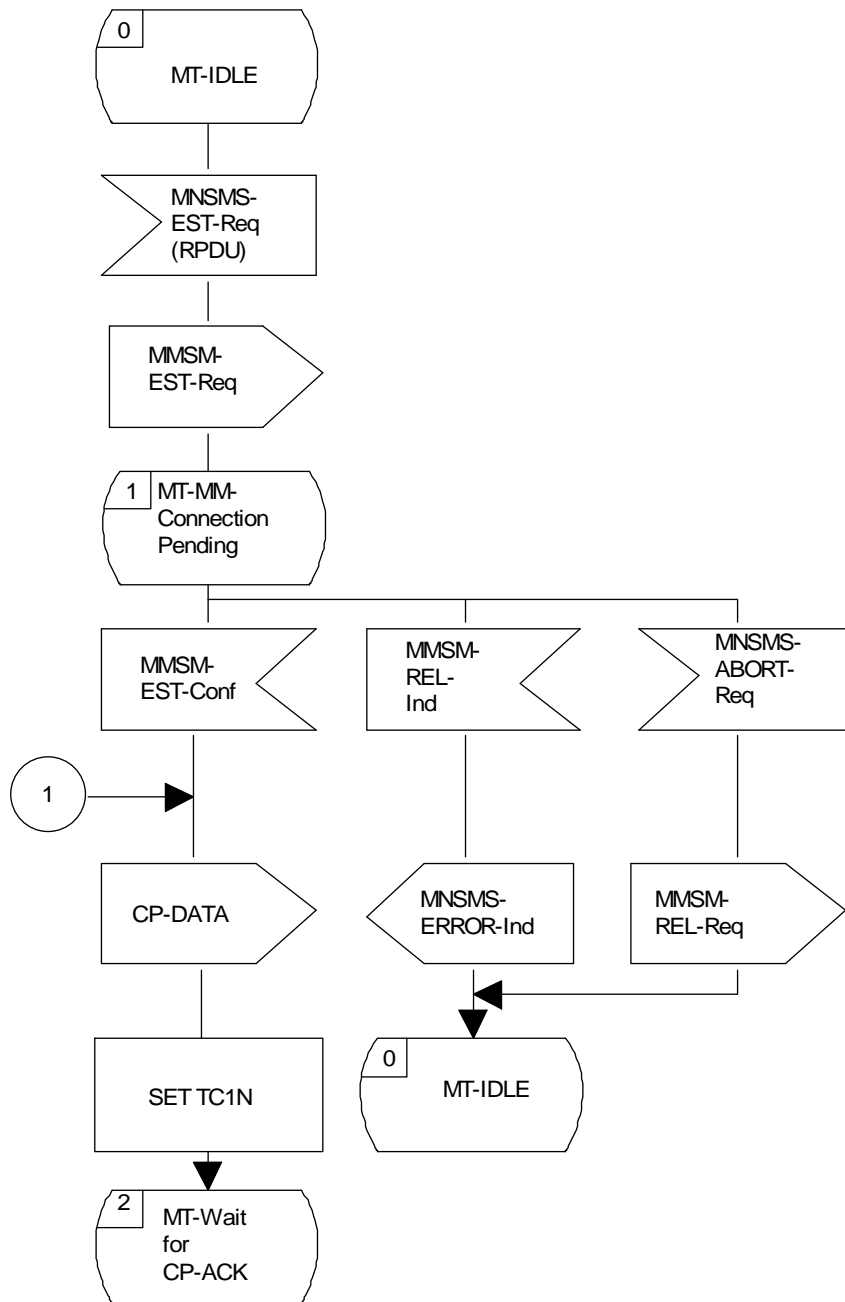 0
MT-IDLE
MNSMS-
EST-Req
(RPDU)
MMSM-
EST-Req
1
MT-MM-
Connection
Pending
MMSM-
EST-Conf
MMSM-
REL-
Ind
MNSMS-
ABORT-
Req
1
CP-DATA
MNSMS-
ERROR-Ind
MMSM-
REL-Req
SET TC1N
0
MT-IDLE
2
MT-Wait
for
CP-ACK